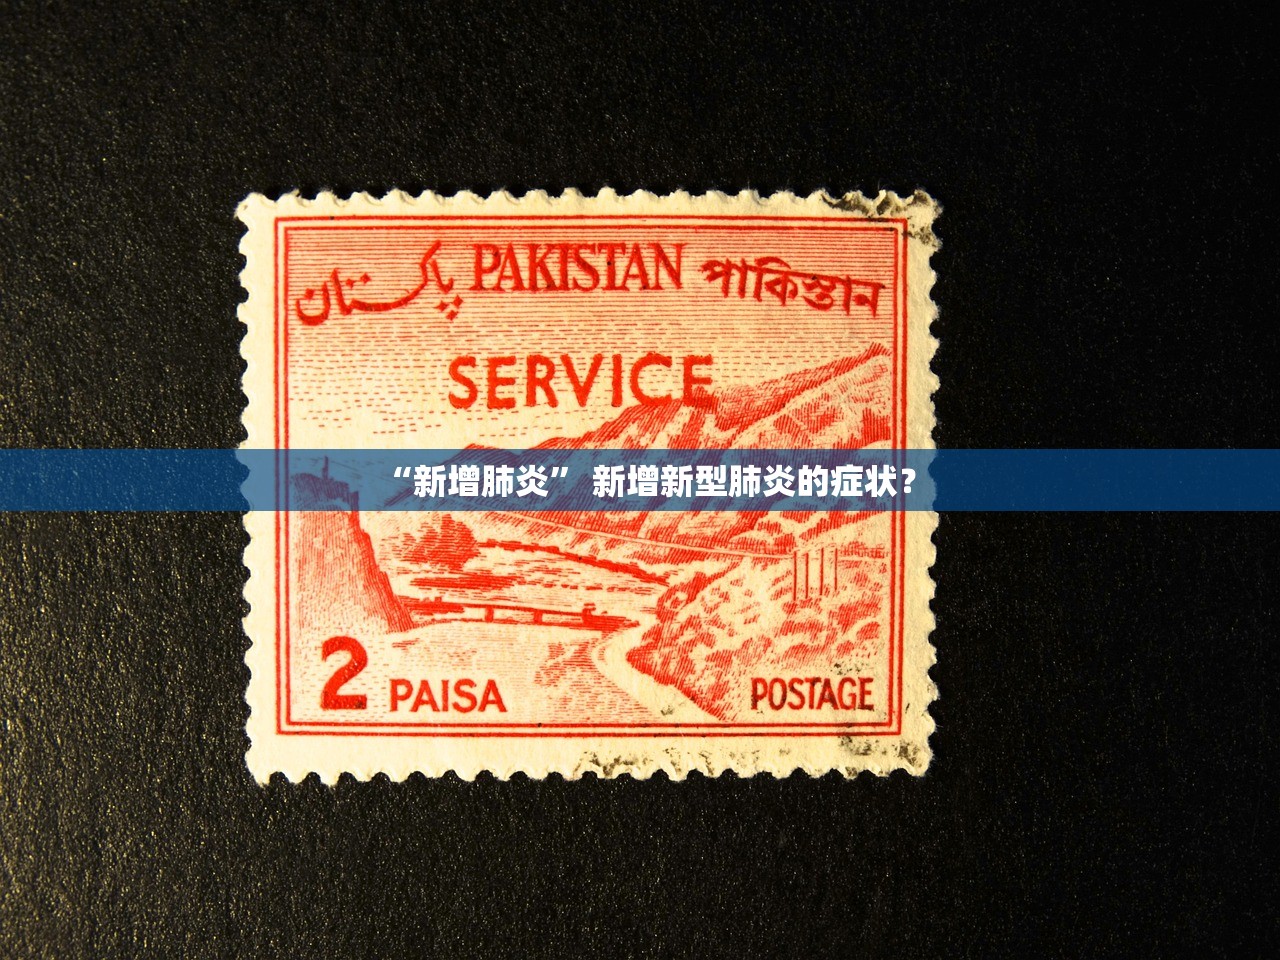 پاکستان PAKISTAN পাকিস্তান
SERVICE
“新增肺炎” 新增新型肺炎的症状？
2 PAISA POSTAGE